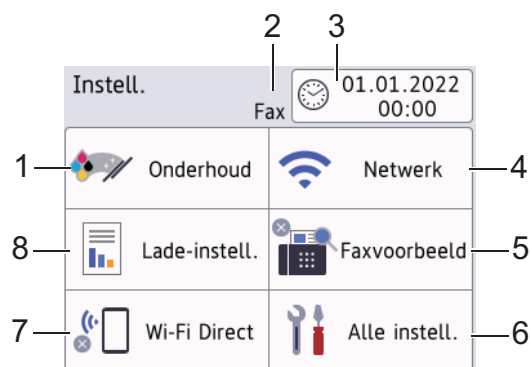 2 3
Instell. 01.01.2022
Fax 00:00
1 Onderhoud Netwerk 4
8 Lade-instell. Faxvoorbeeld 5
7 Wi-Fi Direct Alle instell. 6